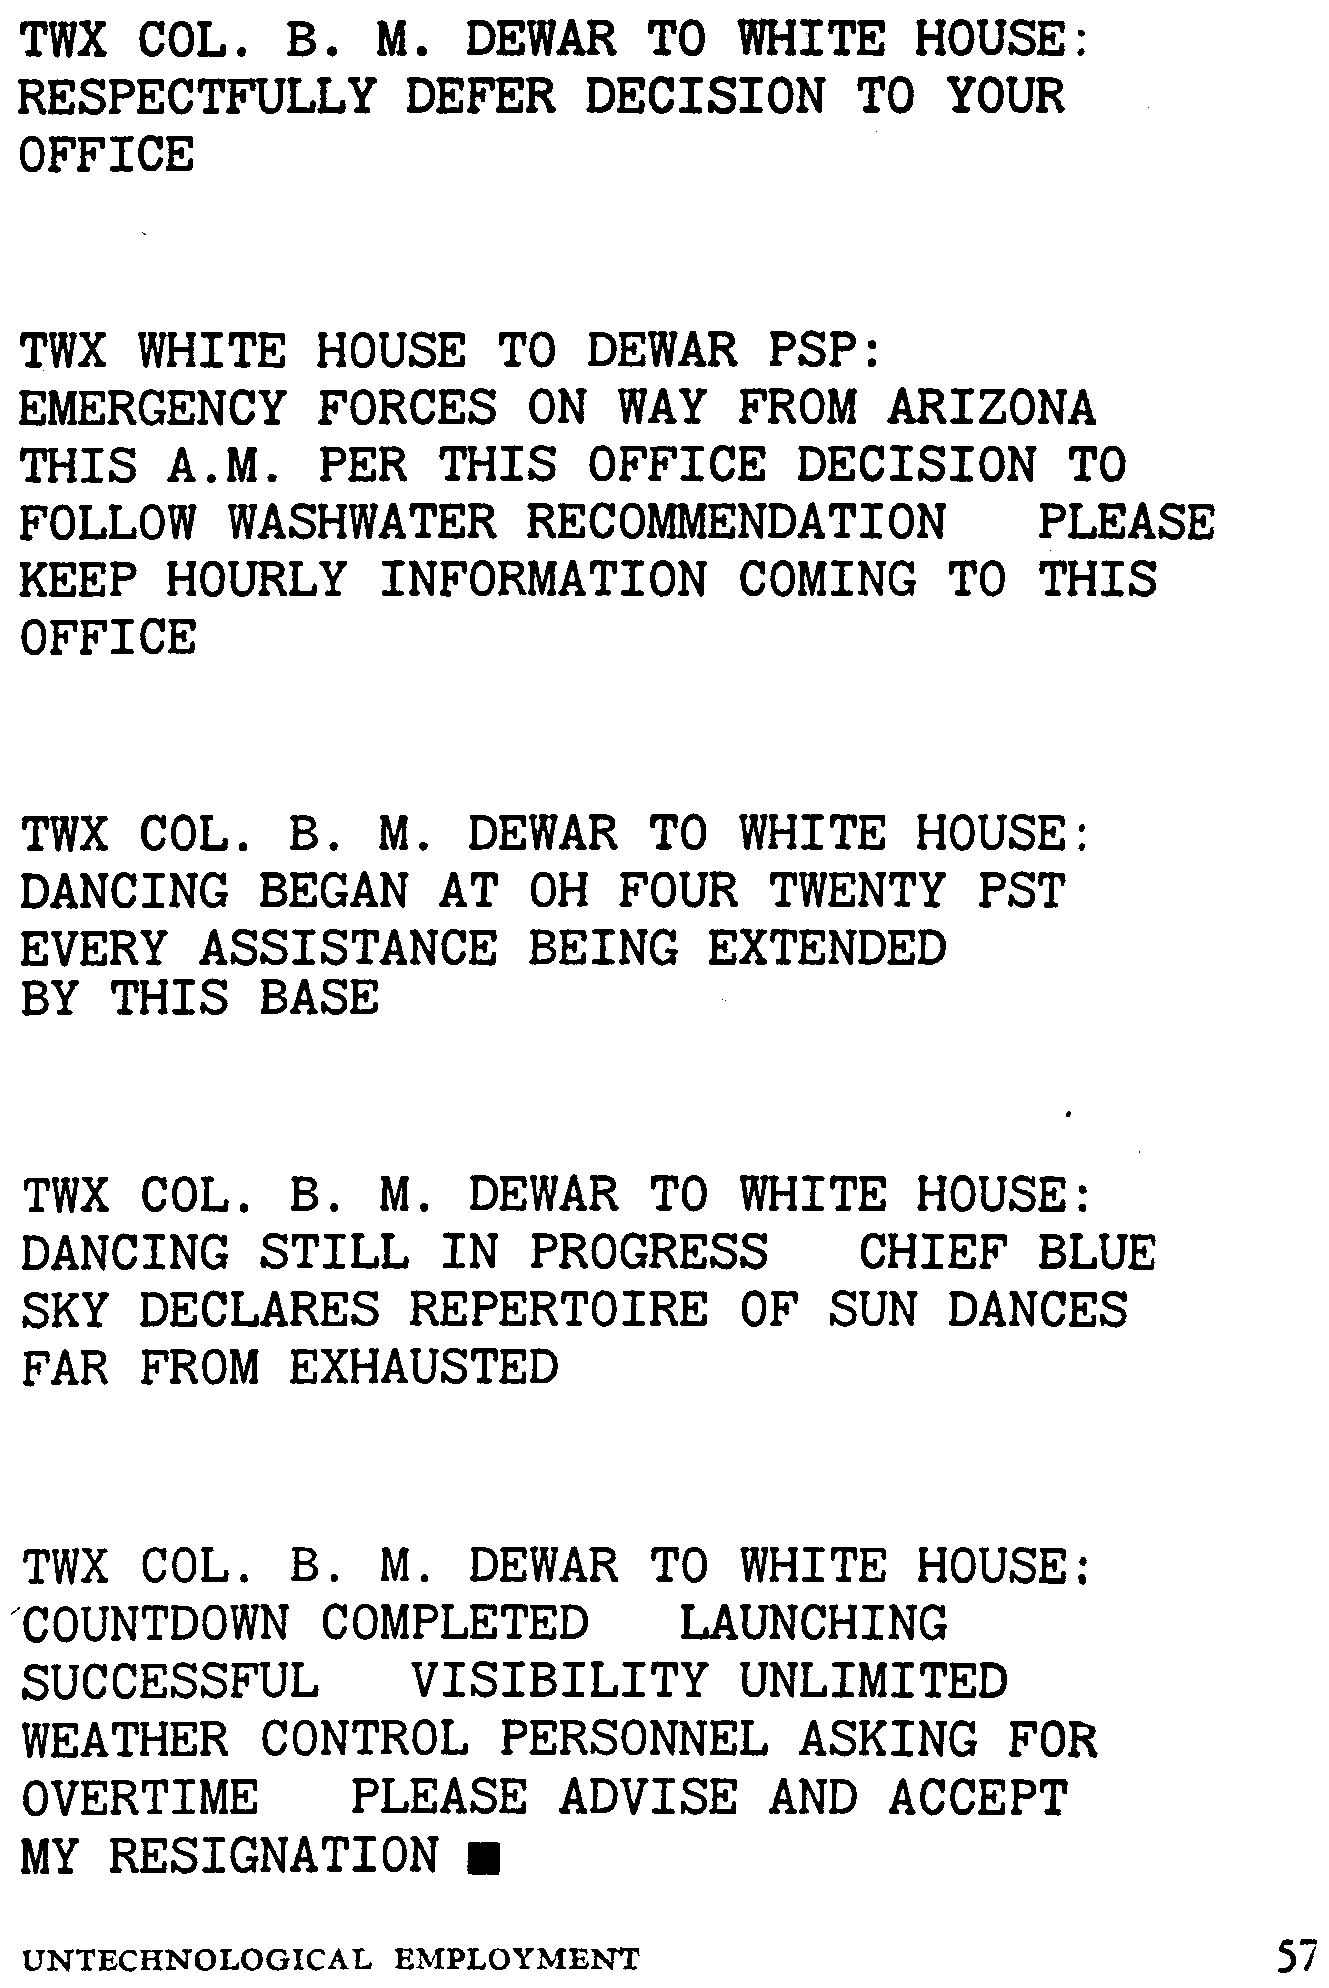 TWX COL. B. M. DEWAR TO WHITE HOUSE:
RESPECTFULLY DEFER DECISION TO YOUR
OFFICE
TWX WHITE HOUSE TO DEWAR PSP:
EMERGENCY FORCES ON WAY FROM ARIZONA
THIS A.M. PER THIS OFFICE DECISION TO
FOLLOW WASHWATER RECOMMENDATION   PLEASE
KEEP HOURLY INFORMATION COMING TO THIS
OFFICE
TWX COL. B. M. DEWAR TO WHITE HOUSE:
DANCING BEGAN AT OH FOUR TWENTY PST
EVERY ASSISTANCE BEING EXTENDED
BY THIS BASE
TWX COL. B. M. DEWAR TO WHITE HOUSE:
DANCING STILL IN PROGRESS   CHIEF BLUE
SKY DECLARES REPERTOIRE OF SUN DANCES
FAR FROM EXHAUSTED
TWX COL. B. M. DEWAR TO WHITE HOUSE:
COUNTDOWN COMPLETED   LAUNCHING
SUCCESSFUL   VISIBILITY UNLIMITED
WEATHER CONTROL PERSONNEL ASKING FOR
OVERTIME   PLEASE ADVISE AND ACCEPT
MY RESIGNATION ■
UNTECHNOLOGICAL EMPLOYMENT 57